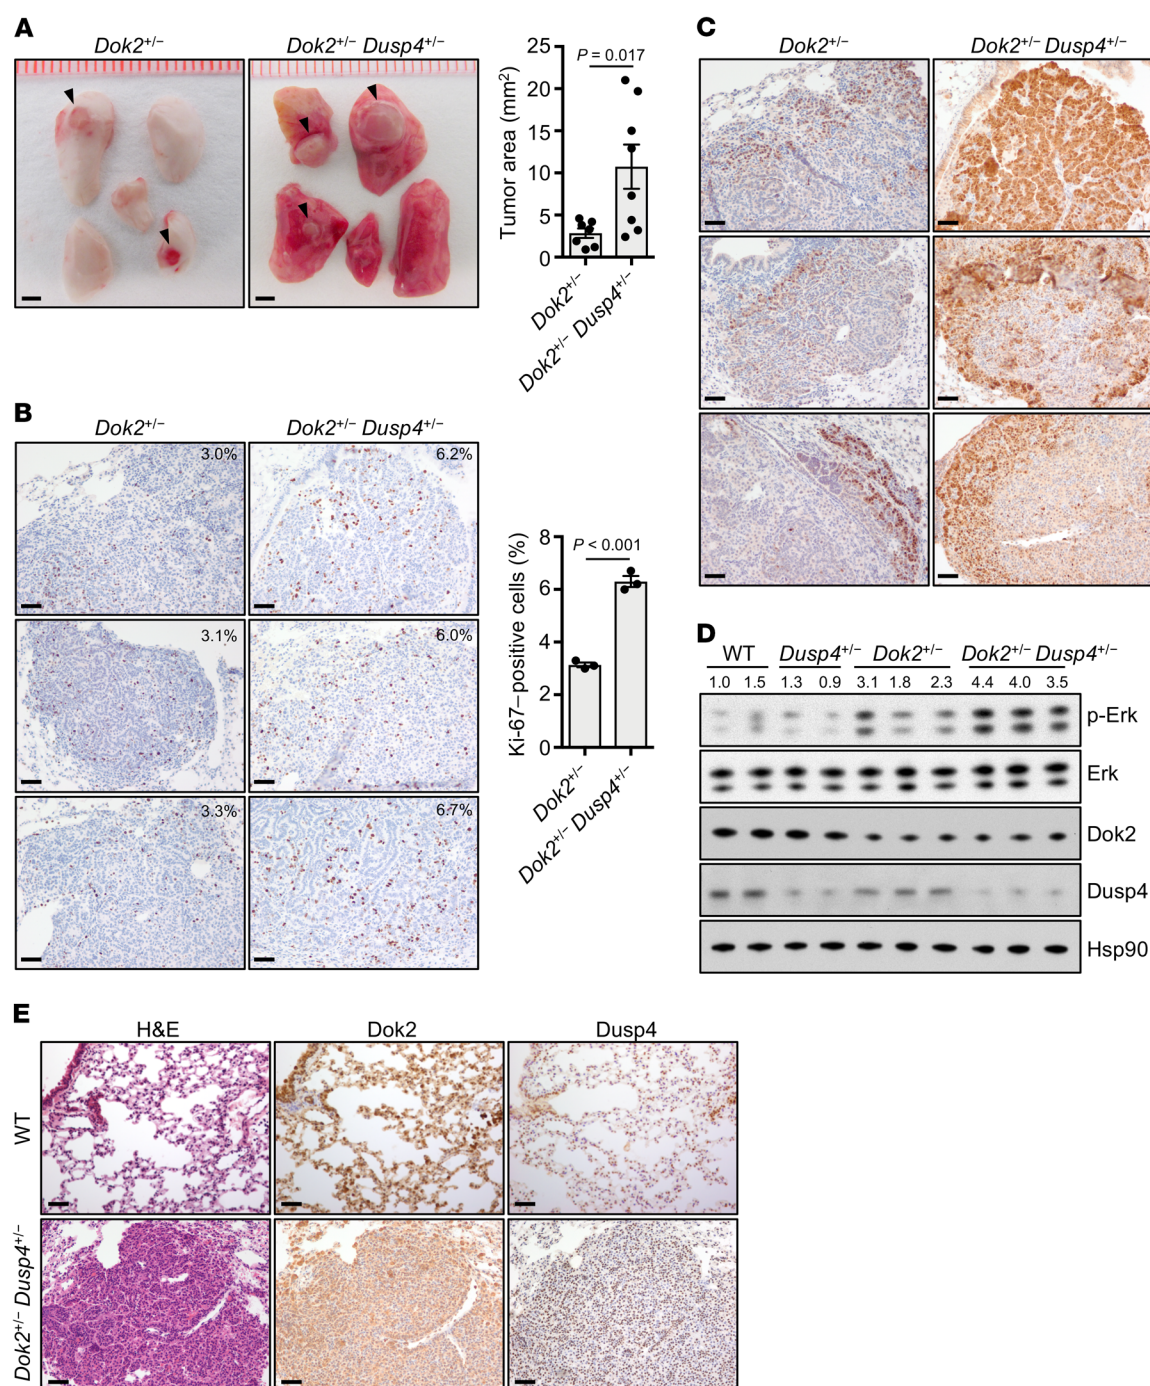 A
Dok2+/–
Dok2+/– Dusp4+/–
Tumor area (mm2)
25
20
15
10
5
0
P = 0.017
Dok2+/–
Dok2+/– Dusp4+/–
B
Dok2+/–
Dok2+/– Dusp4+/–
3.0%
6.2%
3.1%
6.0%
3.3%
6.7%
Ki-67–positive cells (%)
8
6
4
2
0
P < 0.001
Dok2+/–
Dok2+/– Dusp4+/–
C
Dok2+/–
Dok2+/– Dusp4+/–
D
WT Dusp4+/– Dok2+/– Dok2+/– Dusp4+/–
1.0 1.5 1.3 0.9 3.1 1.8 2.3 4.4 4.0 3.5
p-Erk
Erk
Dok2
Dusp4
Hsp90
E
H&E Dok2 Dusp4
WT
Dok2+/– Dusp4+/–